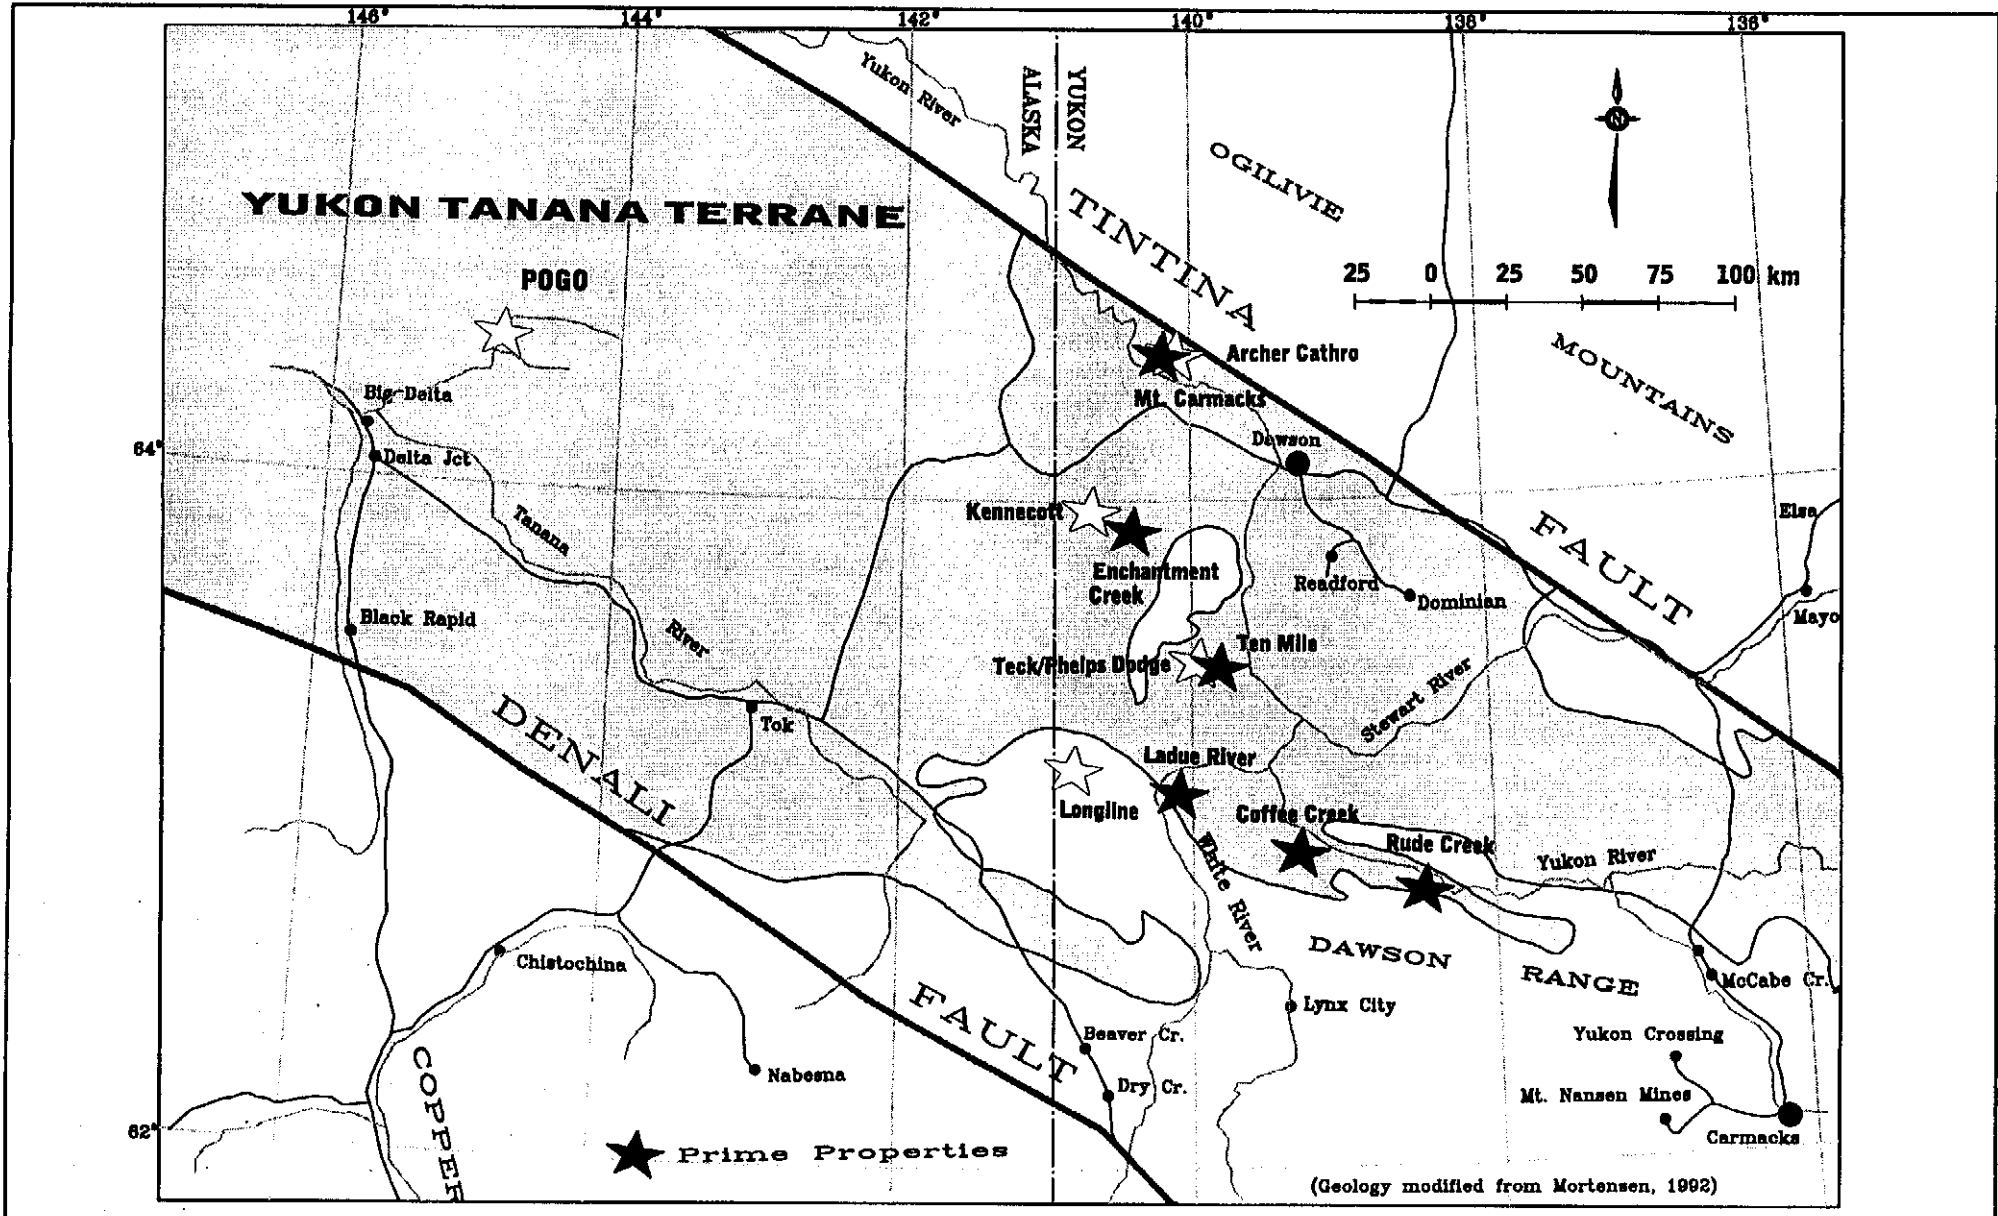 146°
144°
142°
140°
138°
136°
Yukon River
ALASKA
YUKON
N
OGILIVIE
YUKON TANANA TERRANE
TINTINA
POGO
25 0 25 50 75 100 km
Archer Cathro
MOUNTAINS
Mt. Carmacks
Big Delta
Dawson
64°
Delta Jct
Kennecott
Elsa
Tanana
FAULT
Enchantment
Creek
Readford
Dominian
Black Rapid
Mayo
River
Ten Mile
Teck/Phelps Dodge
Stewart River
DENALI
Tok
Ladue River
Longline
Coffee Creek
Rude Creek
Yukon River
White River
DAWSON
RANGE
Chistochina
McCabe Cr.
FAULT
Lynx City
Beaver Cr.
Yukon Crossing
Nabesna
Dry Cr.
Mt. Nansen Mines
COPPER
62°
Carmacks
Prime Properties
(Geology modified from Mortensen, 1992)